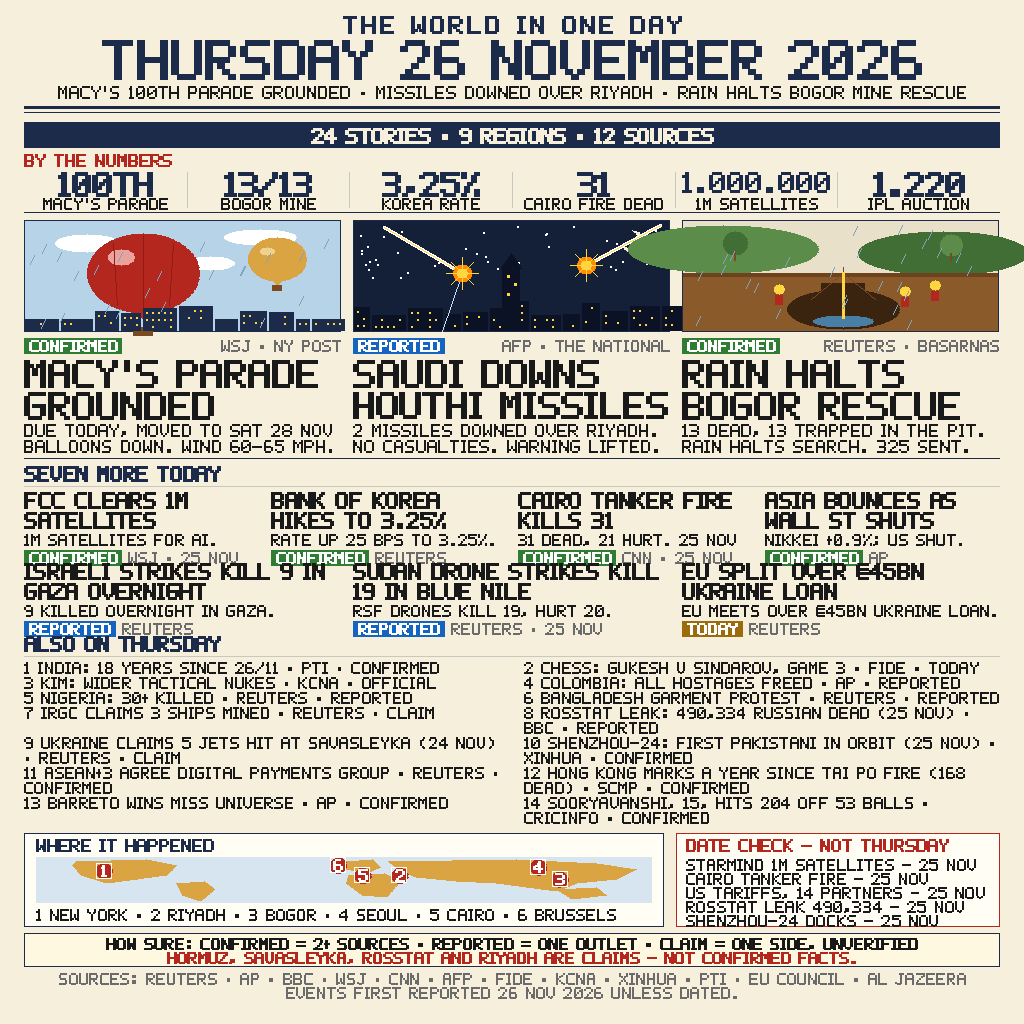 THE WORLD IN ONE DAY
THURSDAY 26 NOVEMBER 2026
MACY'S 100TH PARADE GROUNDED • MISSILES DOWNED OVER RIYADH • RAIN HALTS BOGOR MINE RESCUE
24 STORIES • 9 REGIONS • 12 SOURCES
BY THE NUMBERS
100TH
MACY'S PARADE
13/13
BOGOR MINE
3.25%
KOREA RATE
31
CAIRO FIRE DEAD
1.000.000
1M SATELLITES
1.220
IPL AUCTION
CONFIRMED WSJ • NY POST
MACY'S PARADE
GROUNDED
DUE TODAY, MOVED TO SAT 28 NOV
BALLOONS DOWN. WIND 60-65 MPH.
REPORTED AFP • THE NATIONAL
SAUDI DOWNS
HOUTHI MISSILES
2 MISSILES DOWNED OVER RIYADH.
NO CASUALTIES. WARNING LIFTED.
CONFIRMED REUTERS • BASARNAS
RAIN HALTS
BOGOR RESCUE
13 DEAD, 13 TRAPPED IN THE PIT.
RAIN HALTS SEARCH. 325 SENT.
SEVEN MORE TODAY
FCC CLEARS 1M
SATELLITES
1M SATELLITES FOR AI.
CONFIRMED WSJ • 25 NOV
BANK OF KOREA
HIKES TO 3.25%
RATE UP 25 BPS TO 3.25%.
CONFIRMED REUTERS
CAIRO TANKER FIRE
KILLS 31
31 DEAD, 21 HURT. 25 NOV
CONFIRMED CNN • 25 NOV
ASIA BOUNCES AS
WALL ST SHUTS
NIKKEI +0.9%; US SHUT.
CONFIRMED AP
ISRAELI STRIKES KILL 9 IN
GAZA OVERNIGHT
9 KILLED OVERNIGHT IN GAZA.
REPORTED REUTERS
SUDAN DRONE STRIKES KILL
19 IN BLUE NILE
RSF DRONES KILL 19, HURT 20.
REPORTED REUTERS • 25 NOV
EU SPLIT OVER €45BN
UKRAINE LOAN
EU MEETS OVER €45BN UKRAINE LOAN.
TODAY REUTERS
ALSO ON THURSDAY
1 INDIA: 18 YEARS SINCE 26/11 • PTI • CONFIRMED
2 CHESS: GUKESH V SINDAROV, GAME 3 • FIDE • TODAY
3 KIM: WIDER TACTICAL NUKES • KCNA • OFFICIAL
4 COLOMBIA: ALL HOSTAGES FREED • AP • REPORTED
5 NIGERIA: 30+ KILLED • REUTERS • REPORTED
6 BANGLADESH GARMENT PROTEST • REUTERS • REPORTED
7 IRGC CLAIMS 3 SHIPS MINED • REUTERS • CLAIM
8 ROSSTAT LEAK: 490,334 RUSSIAN DEAD (25 NOV) •
BBC • REPORTED
9 UKRAINE CLAIMS 5 JETS HIT AT SAVASLEYKA (24 NOV)
• REUTERS • CLAIM
10 SHENZHOU-24: FIRST PAKISTANI IN ORBIT (25 NOV) •
XINHUA • CONFIRMED
11 ASEAN+3 AGREE DIGITAL PAYMENTS GROUP • REUTERS •
CONFIRMED
12 HONG KONG MARKS A YEAR SINCE TAI PO FIRE (168
DEAD) • SCMP • CONFIRMED
13 BARRETO WINS MISS UNIVERSE • AP • CONFIRMED
14 SOORYAVANSHI, 15, HITS 204 OFF 53 BALLS •
CRICINFO • CONFIRMED
WHERE IT HAPPENED
1
6
5
2
4
3
1 NEW YORK • 2 RIYADH • 3 BOGOR • 4 SEOUL • 5 CAIRO • 6 BRUSSELS
DATE CHECK - NOT THURSDAY
STARMIND 1M SATELLITES - 25 NOV
CAIRO TANKER FIRE - 25 NOV
US TARIFFS, 14 PARTNERS - 25 NOV
ROSSTAT LEAK 490,334 - 25 NOV
SHENZHOU-24 DOCKS - 25 NOV
HOW SURE: CONFIRMED = 2+ SOURCES • REPORTED = ONE OUTLET • CLAIM = ONE SIDE, UNVERIFIED
HORMUZ, SAVASLEYKA, ROSSTAT AND RIYADH ARE CLAIMS - NOT CONFIRMED FACTS.
SOURCES: REUTERS • AP • BBC • WSJ • CNN • AFP • FIDE • KCNA • XINHUA • PTI • EU COUNCIL • AL JAZEERA
EVENTS FIRST REPORTED 26 NOV 2026 UNLESS DATED.